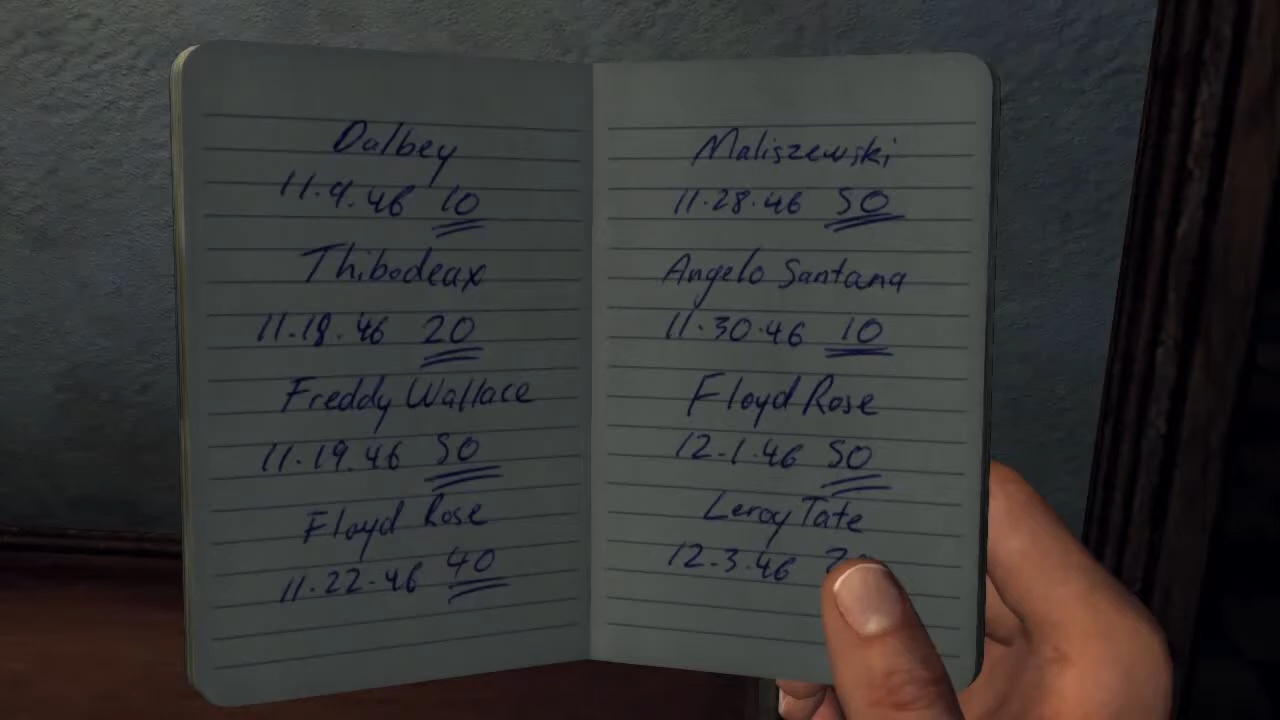 Dalbey
11.9.46 10
Thibodeax
11.18.46 20
Freddy Wallace
11.19.46 50
Floyd Rose
11.22.46 40
Maliszewski
11.28.46 50
Angelo Santana
11.30.46 10
Floyd Rose
12.1.46 50
Leroy Tate
12.3.46